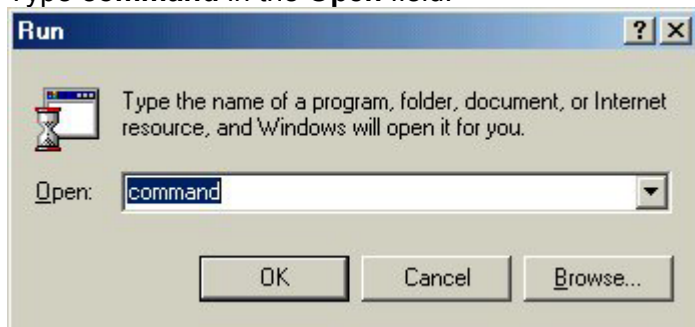 Type command in the Open field.
Run
Type the name of a program, folder, document, or Internet
resource, and Windows will open it for you.
Open: command
OK Cancel Browse...